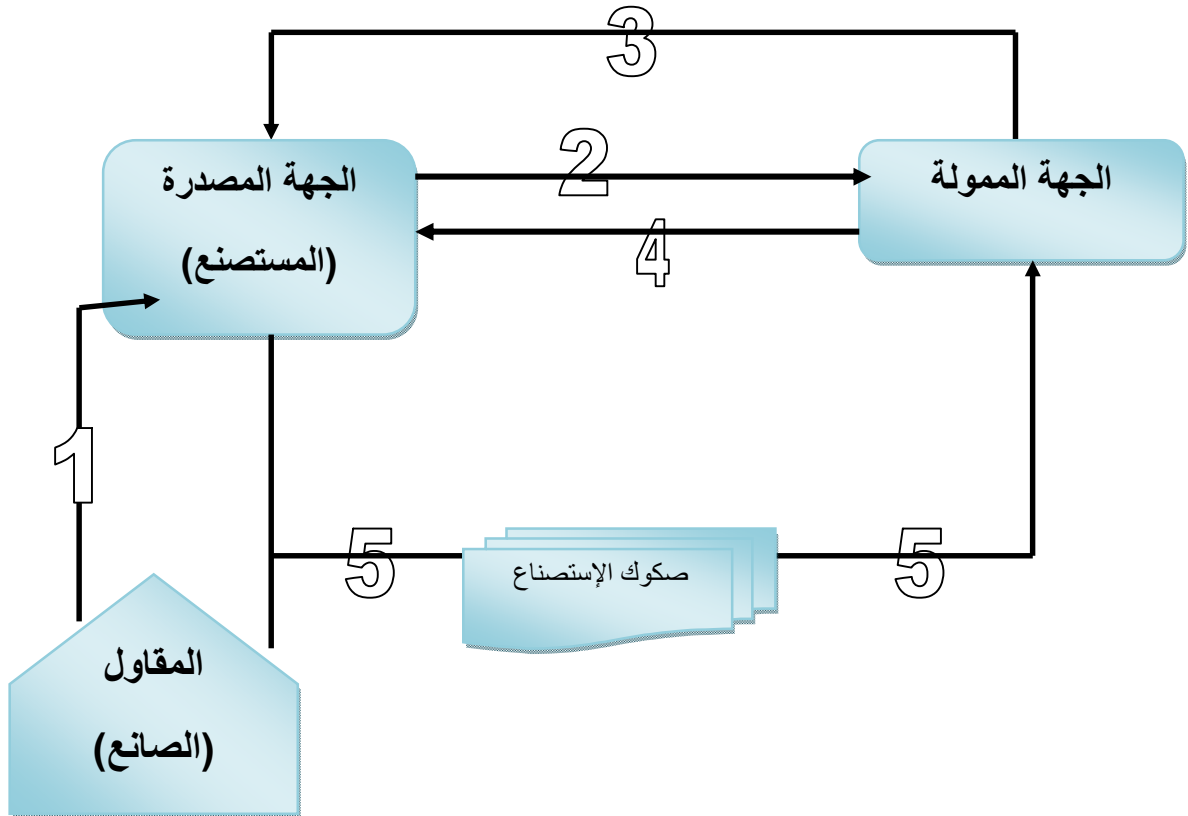 3
الجهة المصدرة
(المستصنع)
2
4
الجهة الممولة
1
5
صكوك الإستصناع
5
المقاول
(الصانع)